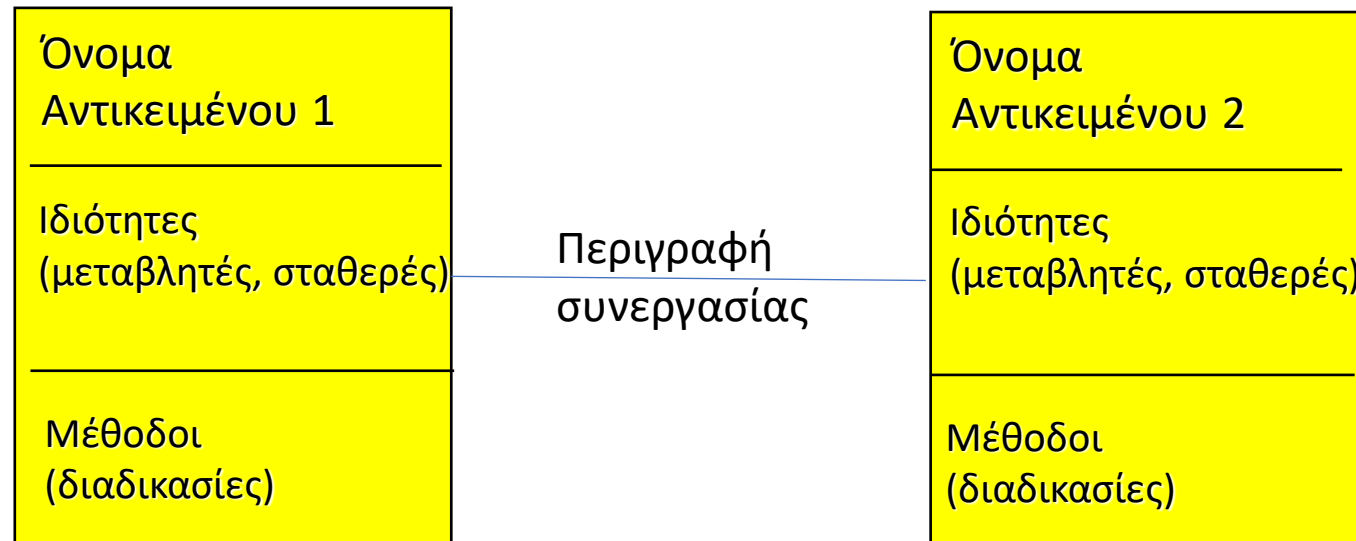 Όνομα
Αντικειμένου 1
Ιδιότητες
(μεταβλητές, σταθερές)
Μέθοδοι
(διαδικασίες)
Περιγραφή
συνεργασίας
Όνομα
Αντικειμένου 2
Ιδιότητες
(μεταβλητές, σταθερές)
Μέθοδοι
(διαδικασίες)